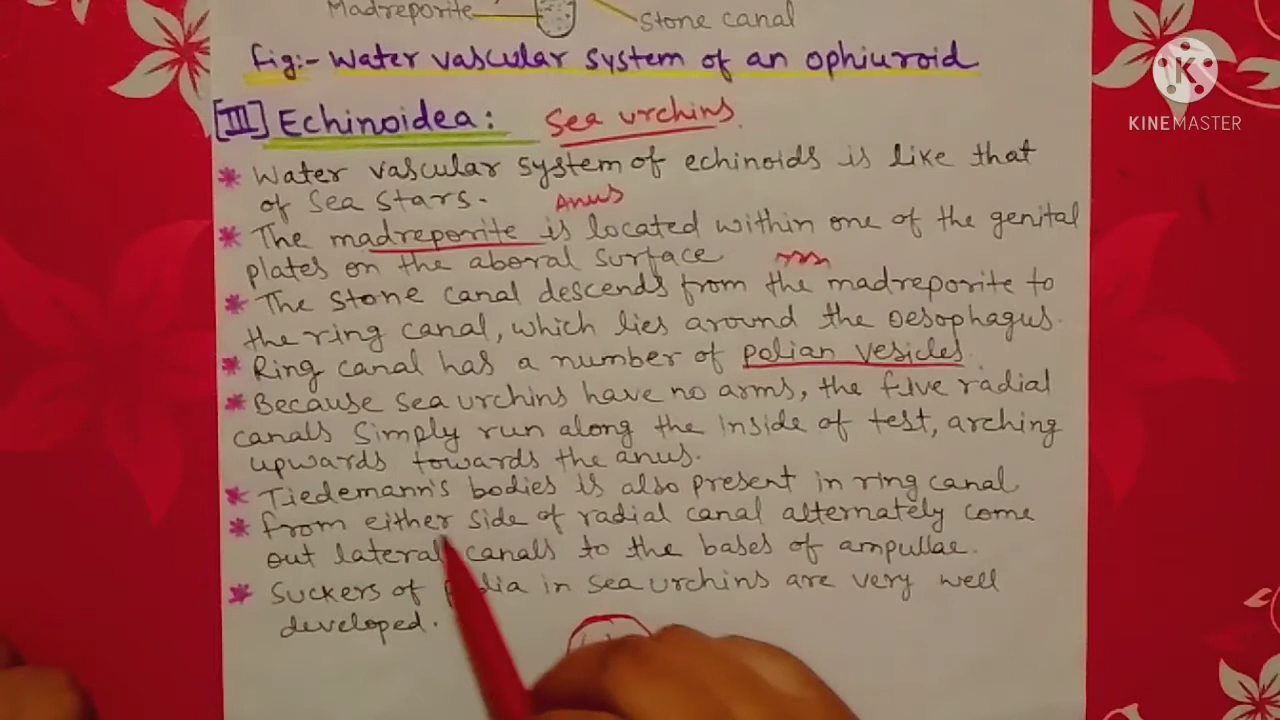 Madreporite
Stone canal
Fig:- Water vascular system of an ophiuroid
KINEMASTER
[III] Echinoidea: Sea urchins
* Water vascular system of echinoids is like that
of Sea stars.
Anus
* The madreporite is located within one of the genital
plates on the aboral surface
* The stone canal descends from the madreporite to
the ring canal, which lies around the oesophagus.
* Ring canal has a number of polian vesicles.
* Because sea urchins have no arms, the five radial
canals simply run along the inside of test, arching
upwards towards the anus.
* Tiedemann's bodies is also present in ring canal
* From either side of radial canal alternately come
out lateral canals to the bases of ampullae.
* Suckers of in sea urchins are very well
developed.